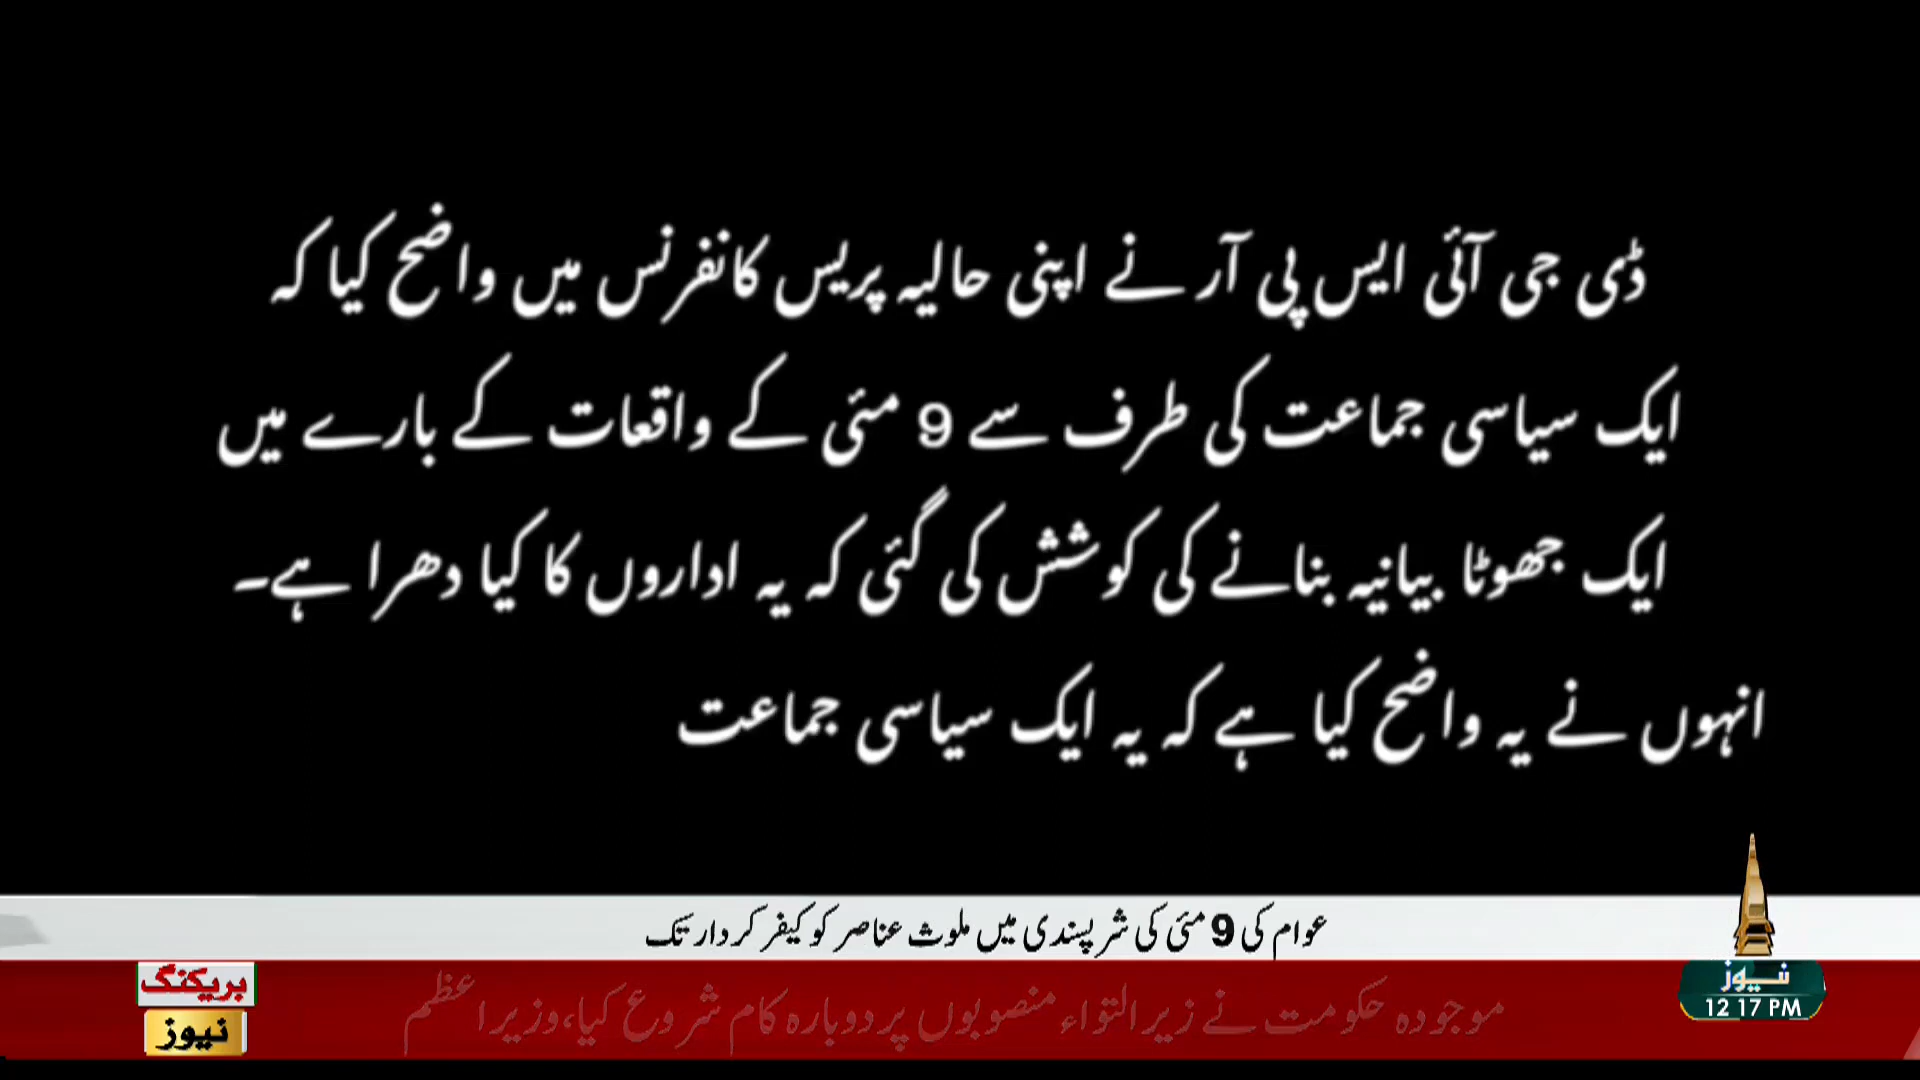 ڈی جی آئی ایس پی آر نے اپنی حالیہ پریس کانفرنس میں واضح کیا کہ
ایک سیاسی جماعت کی طرف سے 9 مئی کے واقعات کے بارے میں
ایک جھوٹا بیانیہ بنانے کی کوشش کی گئی کہ یہ اداروں کا کیا دھرا ہے۔
انہوں نے یہ واضح کیا ہے کہ یہ ایک سیاسی جماعت
عوام کی 9 مئی کی شر پسندی میں ملوث عناصر کو کیفر کردار تک
بریکنگ
نیوز
موجودہ حکومت نے زیر التواء منصوبوں پر دوبارہ کام شروع کیا، وزیر اعظم
نیوز
12 17 PM